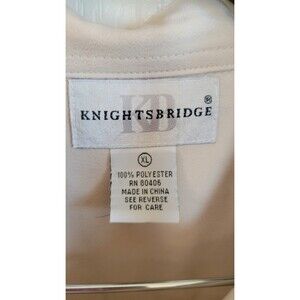 KB
KNIGHTSBRIDGE ®
XL
100% POLYESTER
RN 80406
MADE IN CHINA
SEE REVERSE
FOR CARE